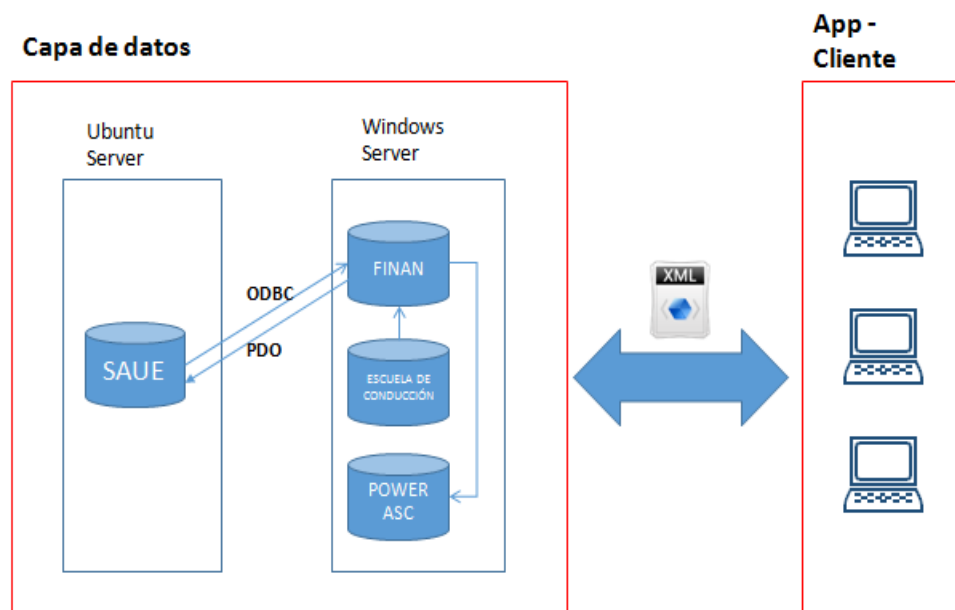 Capa de datos
App -
Cliente
Ubuntu
Server
Windows
Server
FINAN
ODBC
PDO
SAUE
ESCUELA DE
CONDUCCIÓN
POWER
ASC
XML